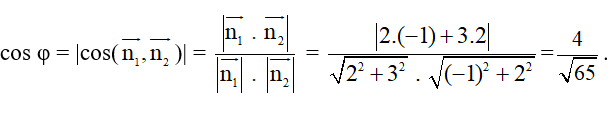 cos φ = |cos(\overrightarrow{n_1}, \overrightarrow{n_2})| = \frac{|\overrightarrow{n_1} . \overrightarrow{n_2}|}{|\overrightarrow{n_1}| . |\overrightarrow{n_2}|} = \frac{|2.(-1)+3.2|}{\sqrt{2^2+3^2} . \sqrt{(-1)^2+2^2}} = \frac{4}{\sqrt{65}} .